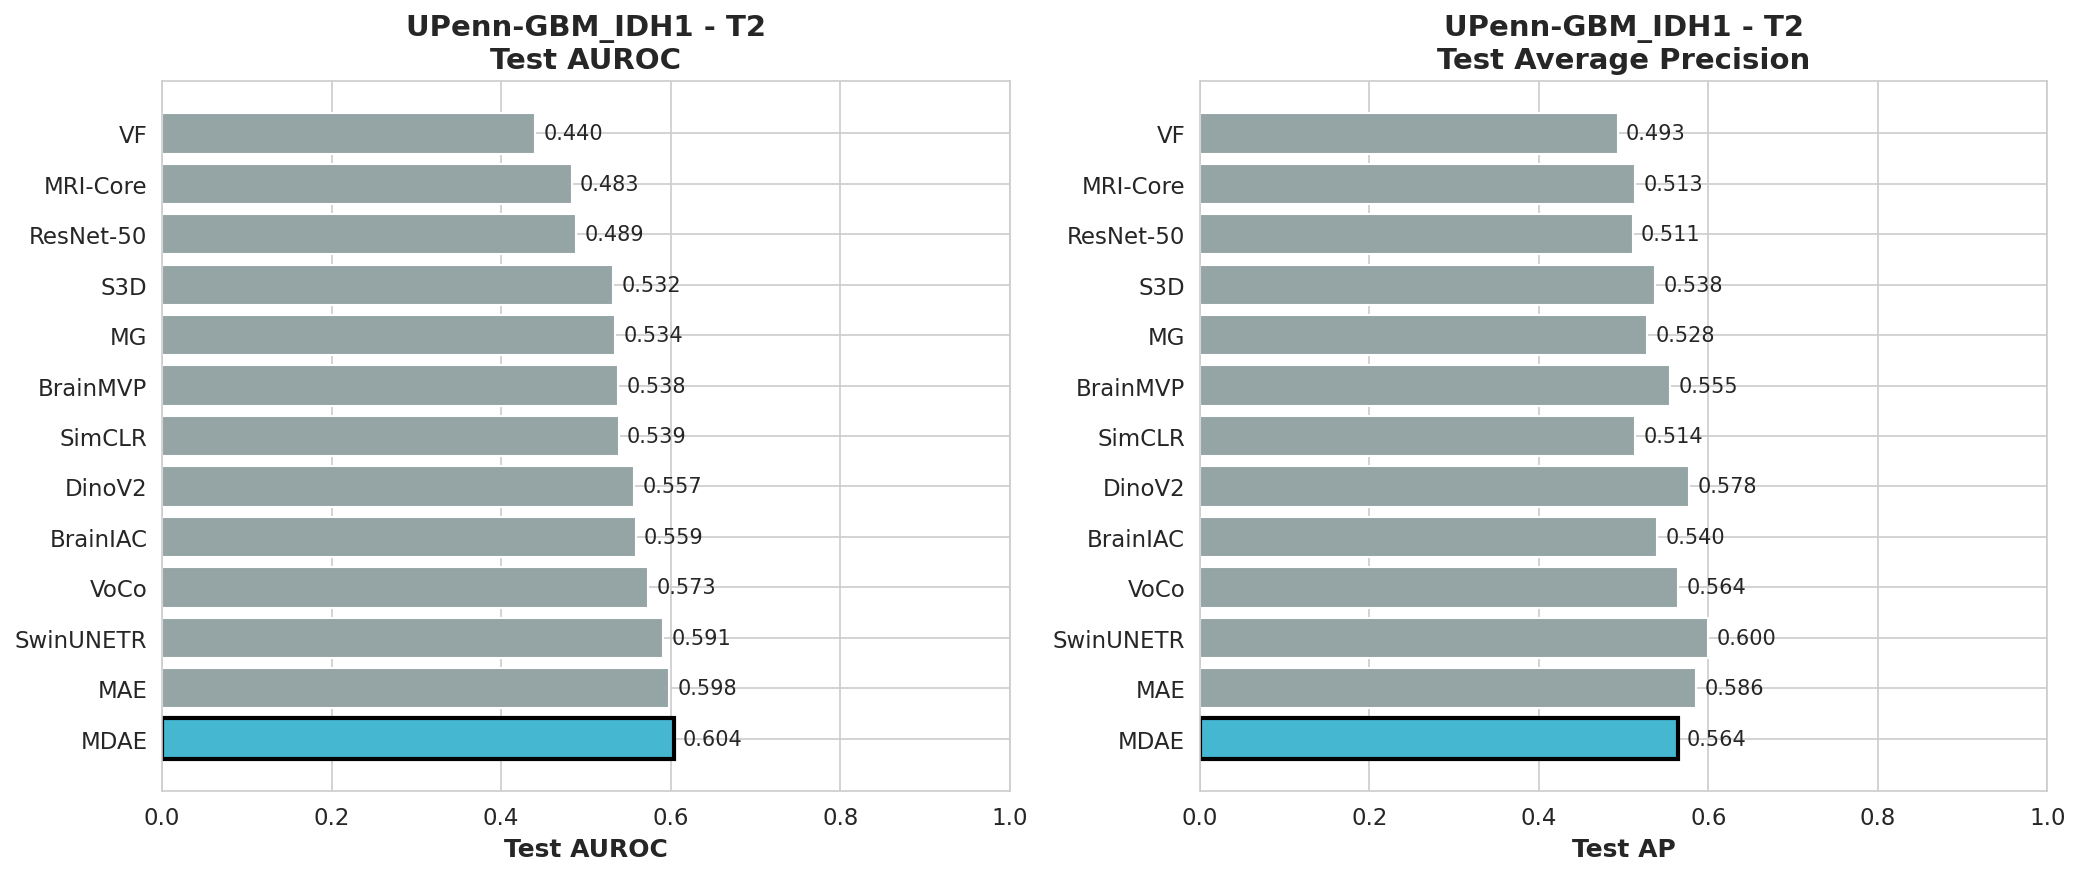 UPenn-GBM_IDH1 - T2
Test AUROC
VF 0.440
MRI-Core 0.483
ResNet-50 0.489
S3D 0.532
MG 0.534
BrainMVP 0.538
SimCLR 0.539
DinoV2 0.557
BrainIAC 0.559
VoCo 0.573
SwinUNETR 0.591
MAE 0.598
MDAE 0.604
0.0 0.2 0.4 0.6 0.8 1.0
Test AUROC
UPenn-GBM_IDH1 - T2
Test Average Precision
VF 0.493
MRI-Core 0.513
ResNet-50 0.511
S3D 0.538
MG 0.528
BrainMVP 0.555
SimCLR 0.514
DinoV2 0.578
BrainIAC 0.540
VoCo 0.564
SwinUNETR 0.600
MAE 0.586
MDAE 0.564
0.0 0.2 0.4 0.6 0.8 1.0
Test AP